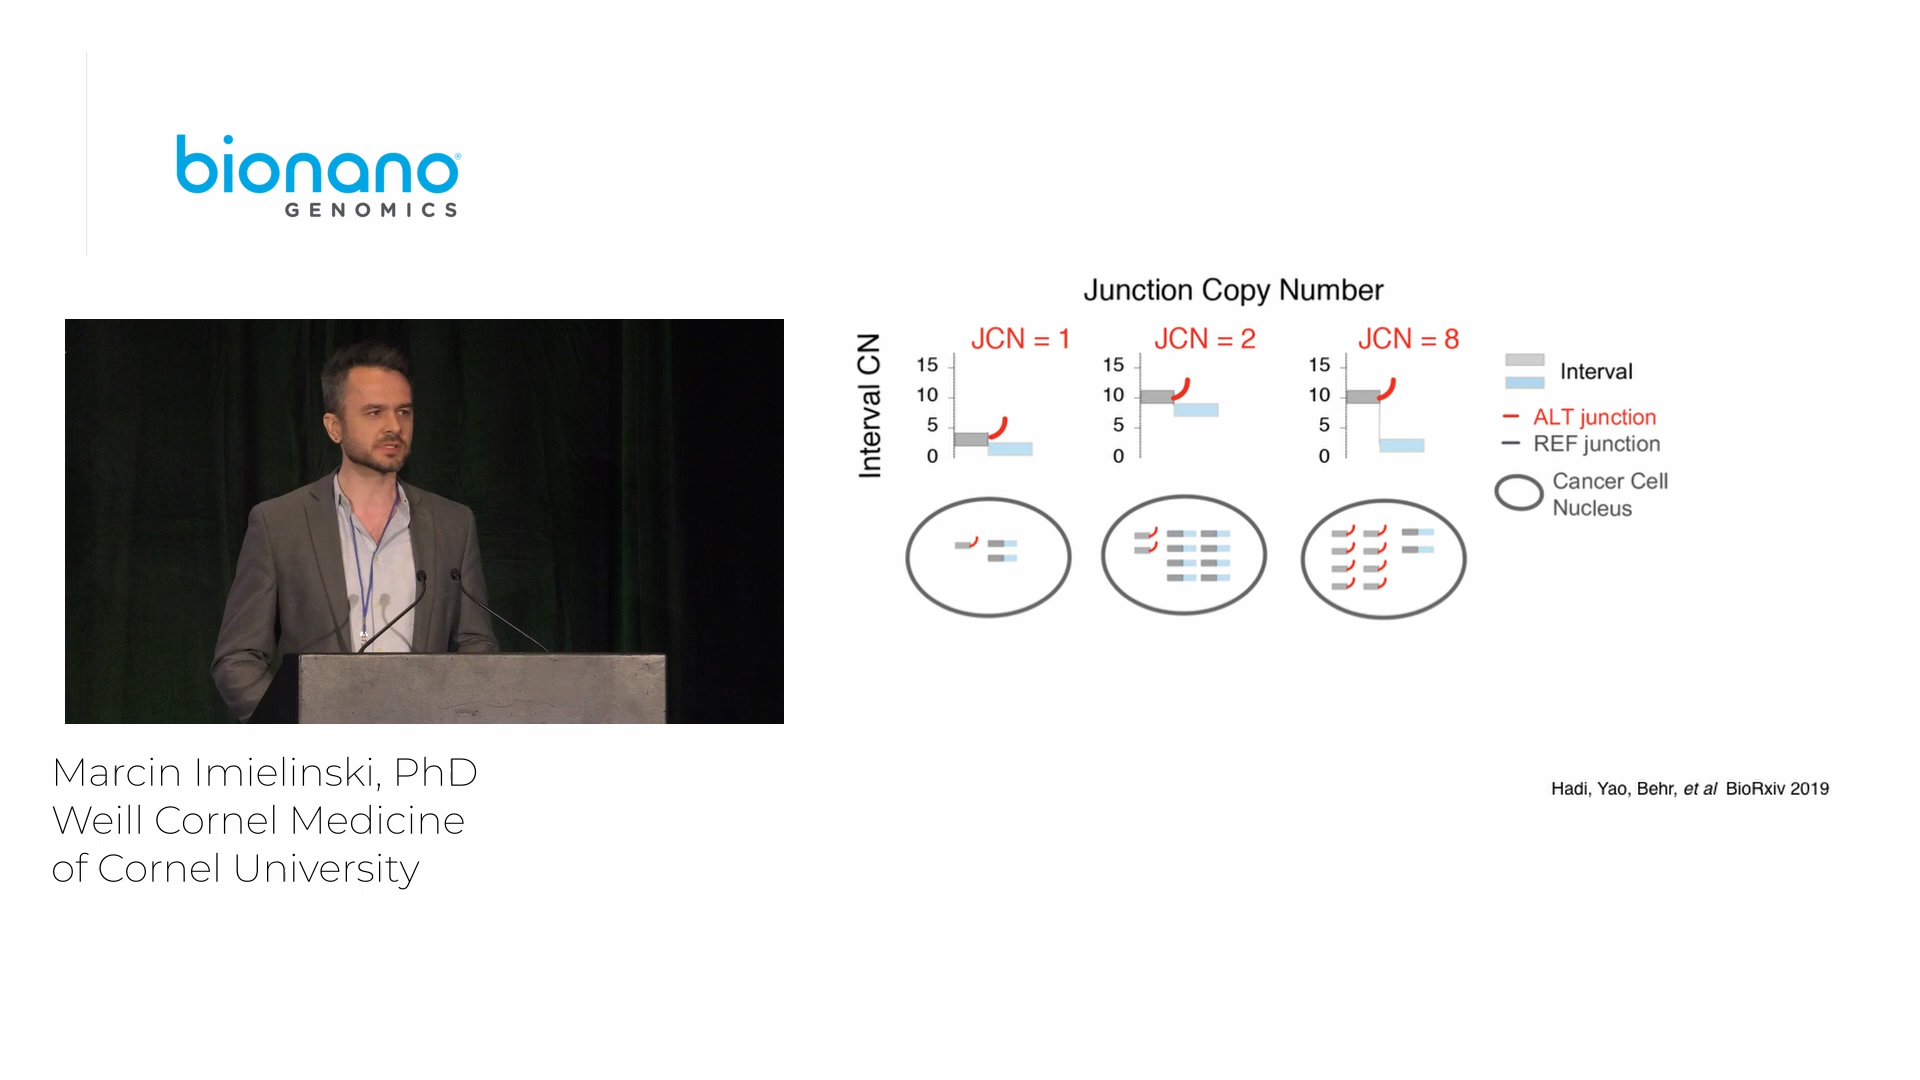 bionano
GENOMICS
Marcin Imielinski, PhD
Weill Cornel Medicine
of Cornel University
Junction Copy Number
Interval CN
JCN = 1
15
10
5
0
JCN = 2
15
10
5
0
JCN = 8
15
10
5
0
Interval
ALT junction
REF junction
Cancer Cell
Nucleus
Hadi, Yao, Behr, et al BioRxiv 2019